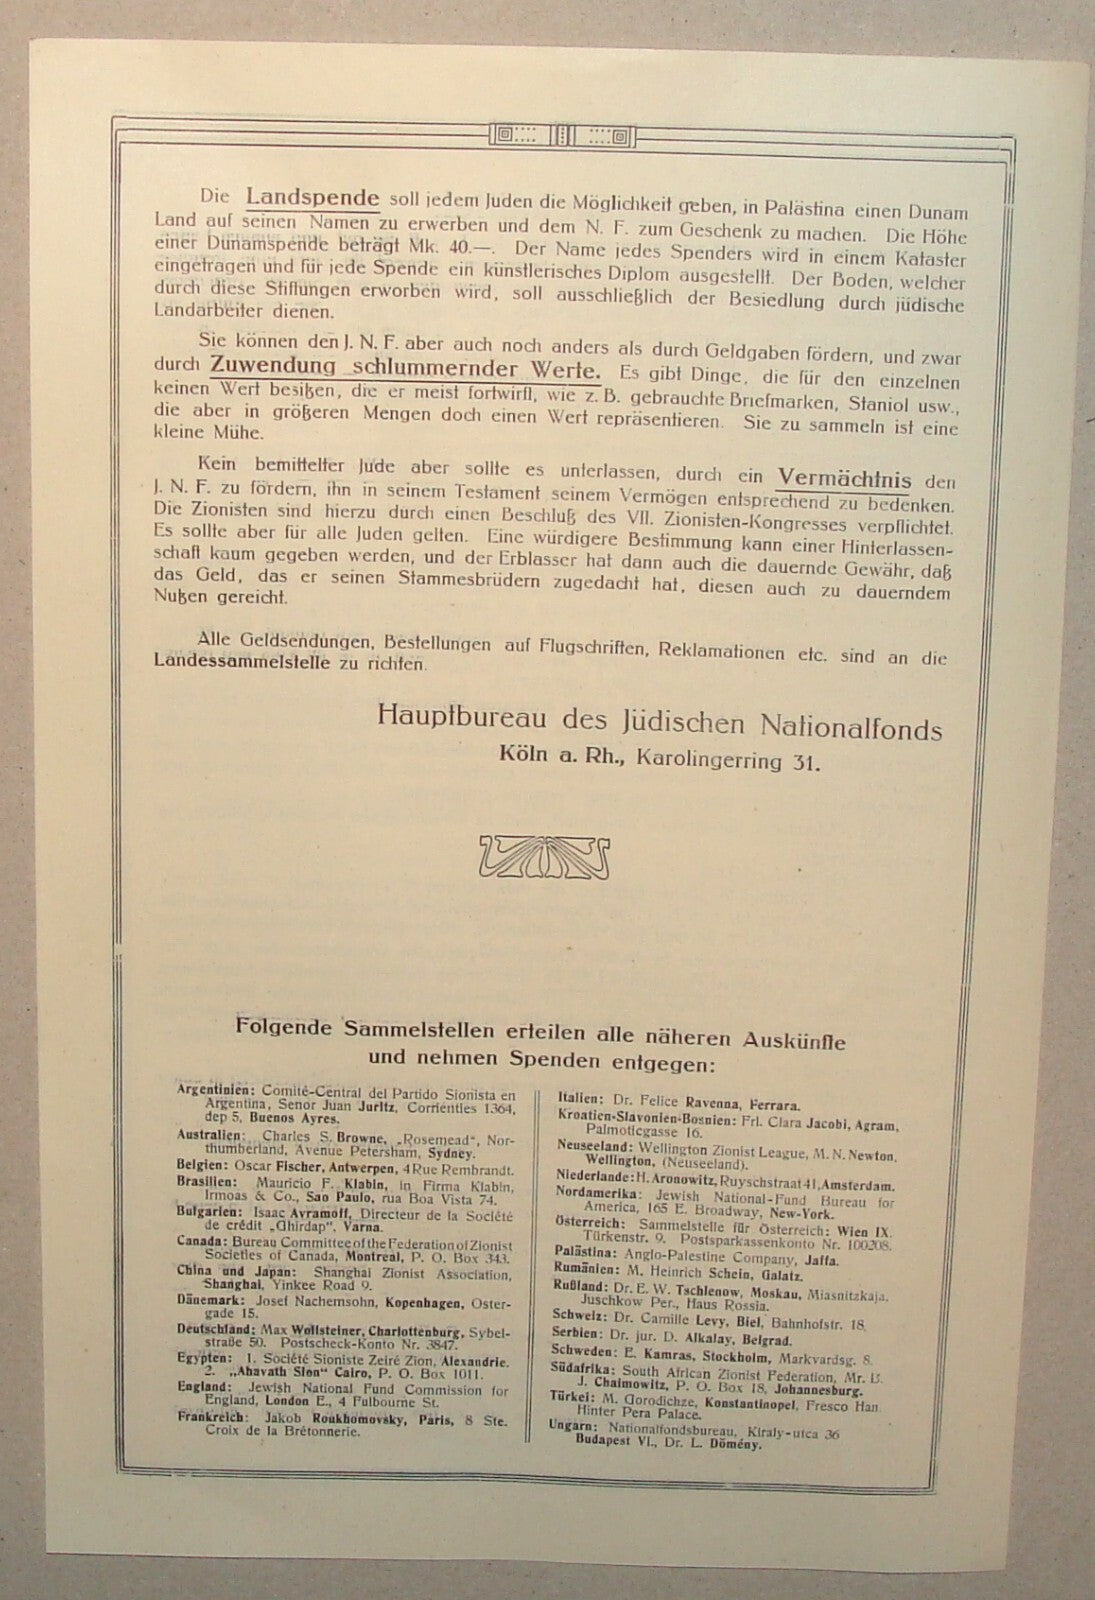 Die Landspende soll jedem Juden die Möglichkeit geben, in Palästina einen Dunam
Land auf seinen Namen zu erwerben und dem N. F. zum Geschenk zu machen. Die Höhe
einer Dunamspende beträgt Mk. 40.—. Der Name jedes Spenders wird in einem Kataster
eingetragen und für jede Spende ein künstlerisches Diplom ausgestellt. Der Boden, welcher
durch diese Stiftungen erworben wird, soll ausschließlich der Besiedlung durch jüdische
Landarbeiter dienen.
Sie können den J. N. F. aber auch noch anders als durch Geldgaben fördern, und zwar
durch Zuwendung schlummernder Werte. Es gibt Dinge, die für den einzelnen
keinen Wert besitzen, die er meist fortwirft, wie z. B. gebrauchte Briefmarken, Staniol usw.,
die aber in größeren Mengen doch einen Wert repräsentieren. Sie zu sammeln ist eine
kleine Mühe.
Kein bemittelter Jude aber sollte es unterlassen, durch ein Vermächtnis den
J. N. F. zu fördern, ihn in seinem Testament seinem Vermögen entsprechend zu bedenken.
Die Zionisten sind hierzu durch einen Beschluß des VII. Zionisten-Kongresses verpflichtet.
Es sollte aber für alle Juden gelten. Eine würdigere Bestimmung kann einer Hinterlassen-
schaft kaum gegeben werden, und der Erblasser hat dann auch die dauernde Gewähr, daß
das Geld, das er seinen Stammesbrüdern zugedacht hat, diesen auch zu dauerndem
Nutzen gereicht.
Alle Geldsendungen, Bestellungen auf Flugschriften, Reklamationen etc. sind an die
Landessammelstelle zu richten.
Hauptbureau des Jüdischen Nationalfonds
Köln a. Rh., Karolingerring 31.
Folgende Sammelstellen erteilen alle näheren Auskünfte
und nehmen Spenden entgegen:
Argentinien: Comité-Central del Partido Sionista en
Argentina, Senor Juan Juritz, Corrienties 1364,
dep 5, Buenos Ayres.
Australien: Charles S. Browne, „Rosemead“, Nor-
thumberland, Avenue Petersham, Sydney.
Belgien: Oscar Fischer, Antwerpen, 4 Rue Rembrandt.
Brasilien: Mauricio F. Klabin, in Firma Klabin,
Irmoas & Co., Sao Paulo, rua Boa Vista 74.
Bulgarien: Isaac Avramoff, Directeur de la Société
de crédit „Ghirdap“, Varna.
Canada: Bureau Committee of the Federation of Zionist
Societies of Canada, Montreal, P. O. Box 343.
China und Japan: Shanghai Zionist Association,
Shanghai, Yinkee Road 9.
Dänemark: Josef Nachemsohn, Kopenhagen, Oster-
gade 15.
Deutschland: Max Wollsteiner, Charlottenburg, Sybel-
straße 50. Postscheck-Konto Nr. 3847.
Egypten: 1. Société Sioniste Zeiré Zion, Alexandrie.
2. „Ahavath Sion“ Cairo, P. O. Box 1011.
England: Jewish National Fund Commission for
England, London E., 4 Fulbourne St.
Frankreich: Jakob Roukhomovsky, Paris, 8 Ste.
Croix de la Brétonnerie.
Italien: Dr. Felice Ravenna, Ferrara.
Kroatien-Slavonien-Bosnien: Frl. Clara Jacobi, Agram,
Palmoticgasse 16.
Neuseeland: Wellington Zionist League, M. N. Newton,
Wellington, (Neuseeland).
Niederlande: H. Aronowitz, Ruyschstraat 41, Amsterdam.
Nordamerika: Jewish National-Fund Bureau for
America, 165 E. Broadway, New-York.
Österreich: Sammelstelle für Österreich: Wien IX.
Türkenstr. 9. Postsparkassenkonto Nr. 100208.
Palästina: Anglo-Palestine Company, Jaffa.
Rumänien: M. Heinrich Schein, Galatz.
Rußland: Dr. E. W. Tschlenow, Moskau, Miasnitzkaja,
Juschkow Per., Haus Rossia.
Schweiz: Dr. Camille Levy, Biel, Bahnhofstr. 18.
Serbien: Dr. jur. D. Alkalay, Belgrad.
Schweden: E. Kamras, Stockholm, Markvardsg. 8.
Südafrika: South African Zionist Federation, Mr. B.
J. Chaimowitz, P. O. Box 18, Johannesburg.
Türkei: M. Gorodichze, Konstantinopel, Fresco Han
Hinter Pera Palace.
Ungarn: Nationalfondsbureau, Kiraly-utca 36
Budapest VI., Dr. L. Dömény.